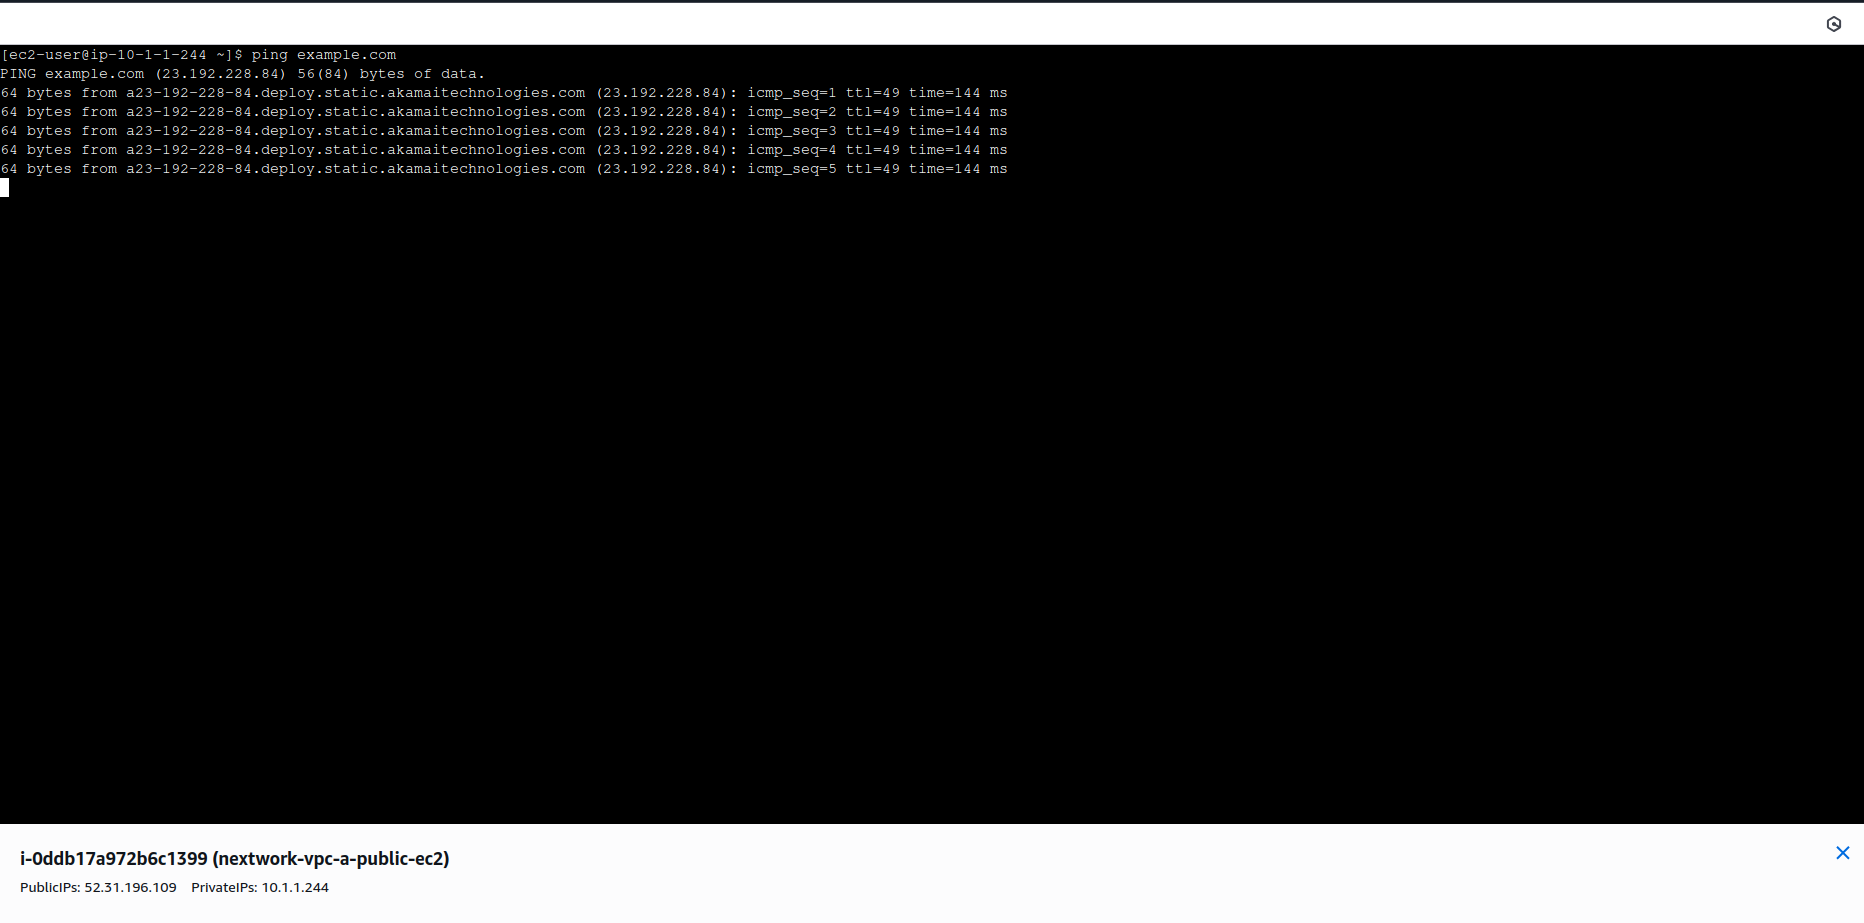 [ec2-user@ip-10-1-1-244 ~]$ ping example.com
PING example.com (23.192.228.84) 56(84) bytes of data.
64 bytes from a23-192-228-84.deploy.static.akamaitechnologies.com (23.192.228.84): icmp_seq=1 ttl=49 time=144 ms
64 bytes from a23-192-228-84.deploy.static.akamaitechnologies.com (23.192.228.84): icmp_seq=2 ttl=49 time=144 ms
64 bytes from a23-192-228-84.deploy.static.akamaitechnologies.com (23.192.228.84): icmp_seq=3 ttl=49 time=144 ms
64 bytes from a23-192-228-84.deploy.static.akamaitechnologies.com (23.192.228.84): icmp_seq=4 ttl=49 time=144 ms
64 bytes from a23-192-228-84.deploy.static.akamaitechnologies.com (23.192.228.84): icmp_seq=5 ttl=49 time=144 ms
i-0ddb17a972b6c1399 (nextwork-vpc-a-public-ec2)
PublicIPs: 52.31.196.109 PrivateIPs: 10.1.1.244